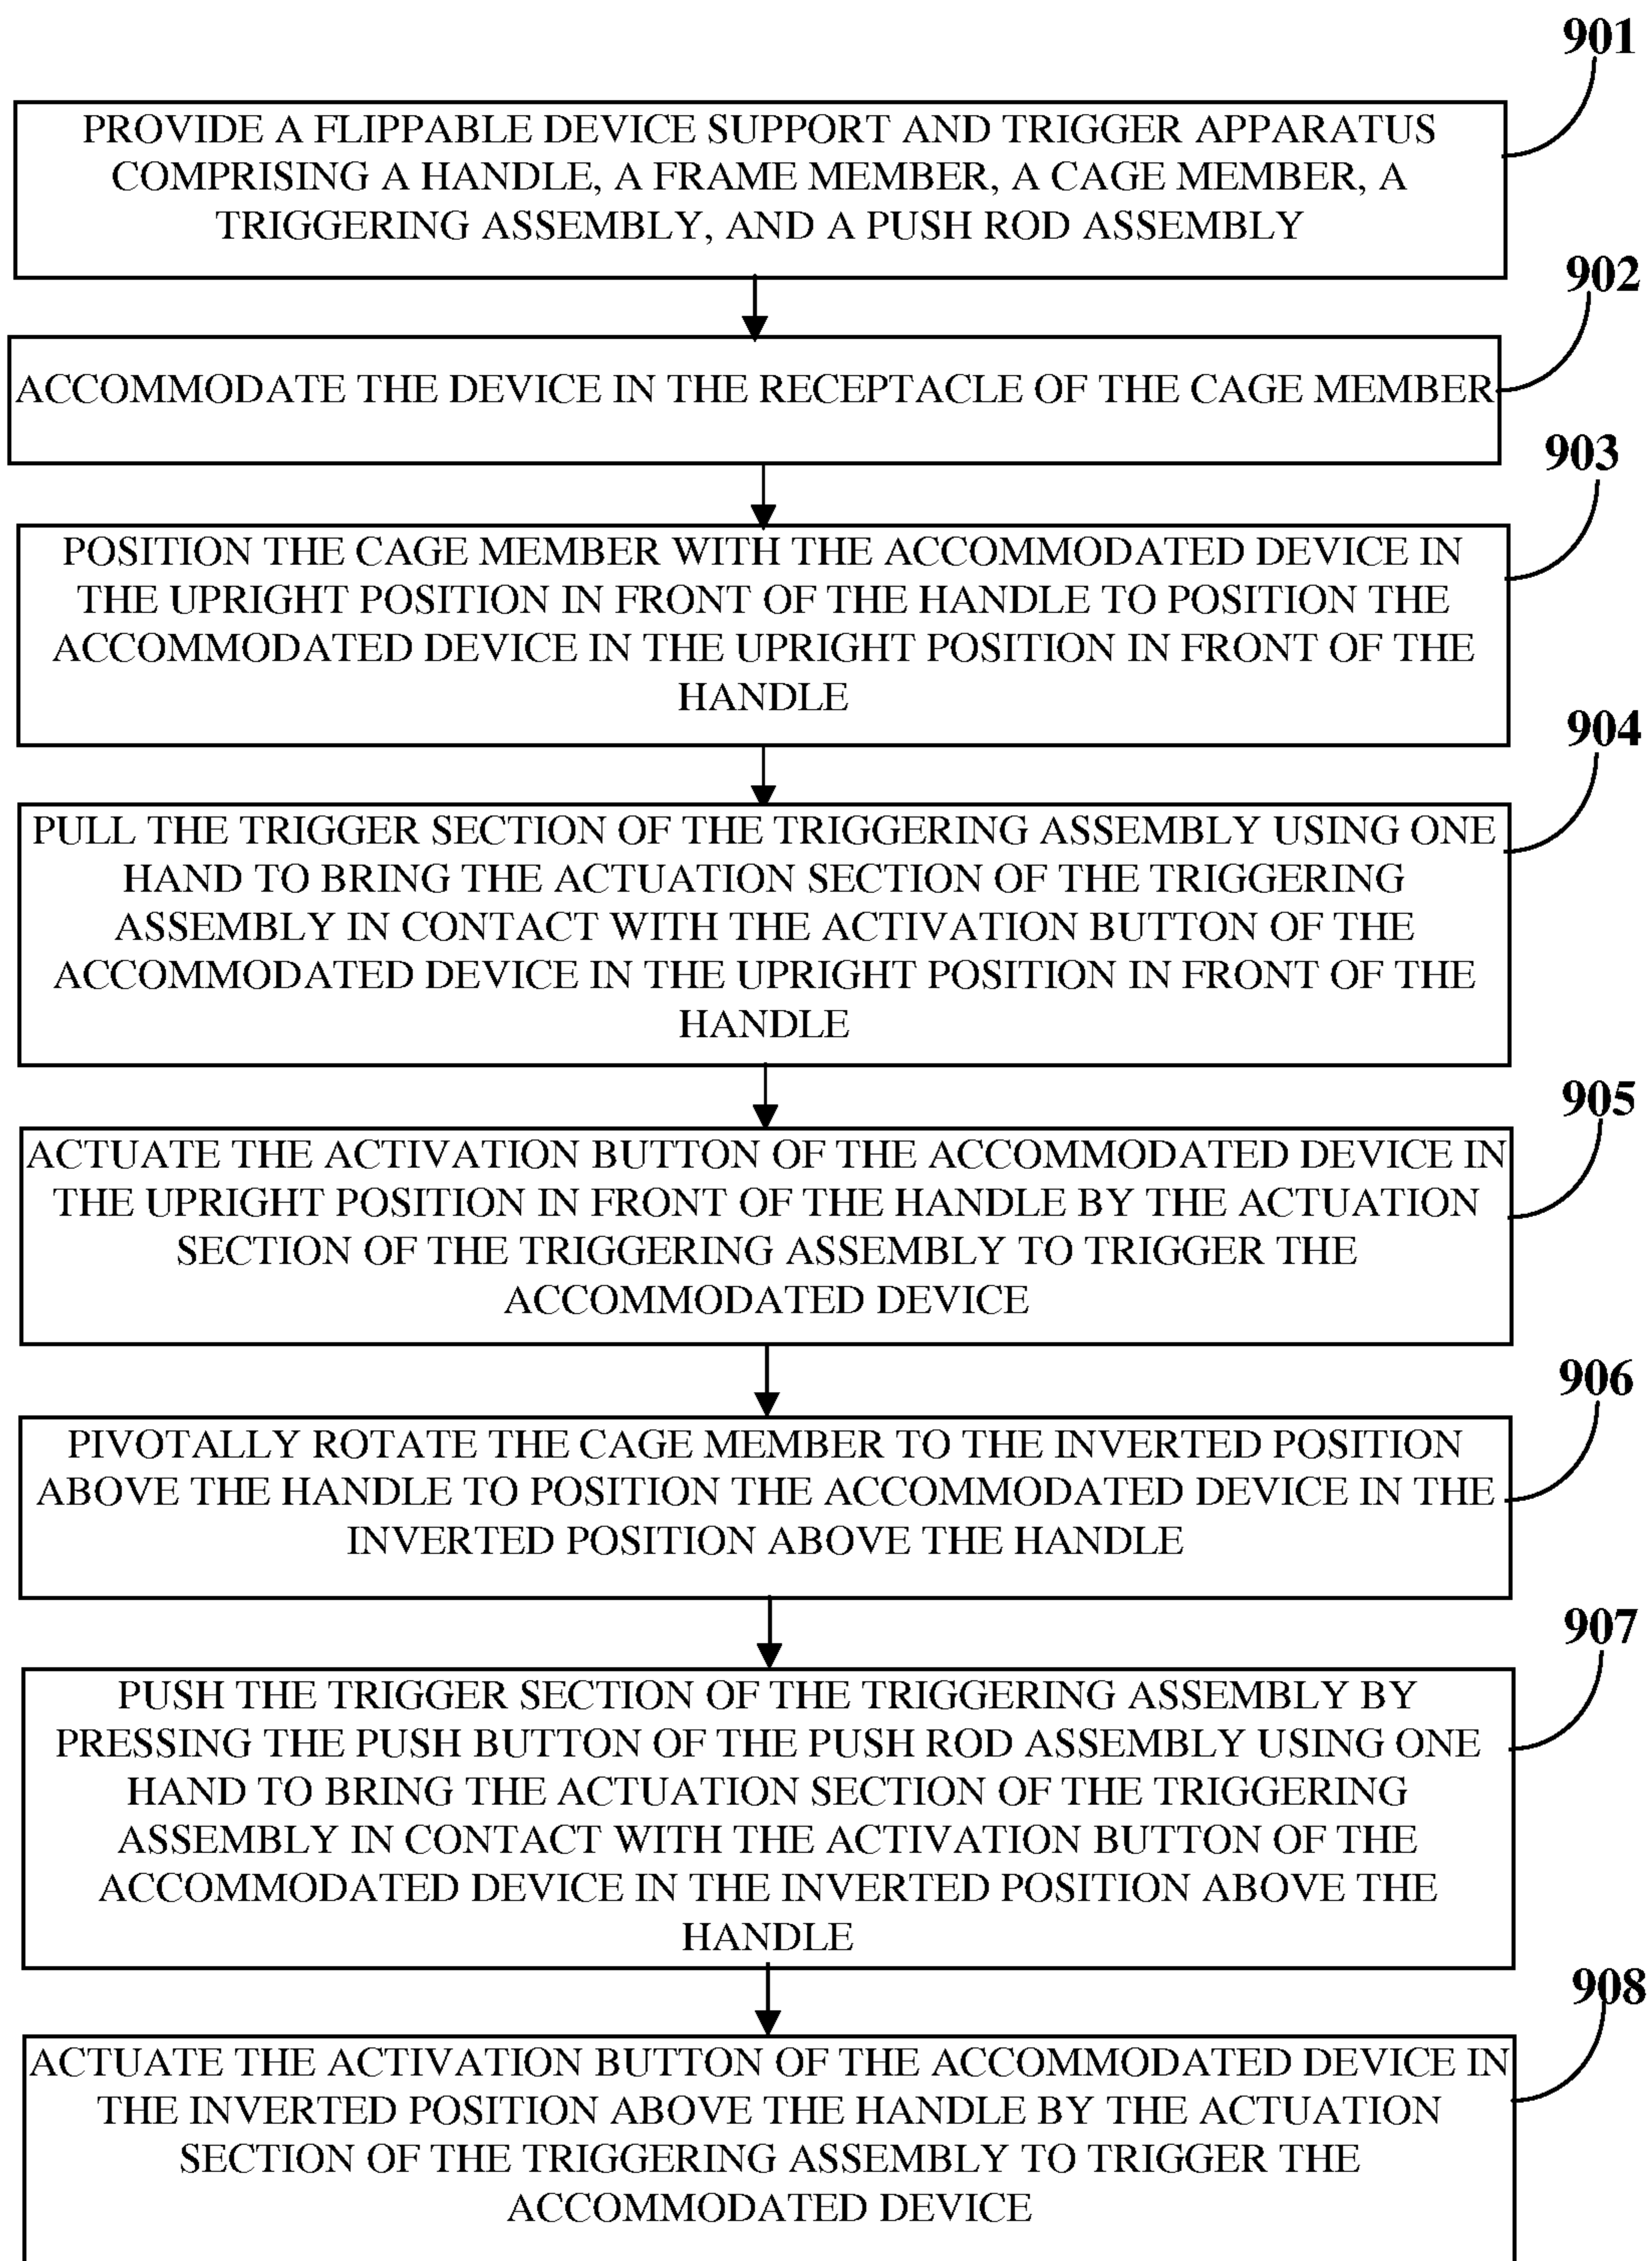 901
PROVIDE A FLIPPABLE DEVICE SUPPORT AND TRIGGER APPARATUS
COMPRISING A HANDLE, A FRAME MEMBER, A CAGE MEMBER, A
TRIGGERING ASSEMBLY, AND A PUSH ROD ASSEMBLY
902
ACCOMMODATE THE DEVICE IN THE RECEPTACLE OF THE CAGE MEMBER
903
POSITION THE CAGE MEMBER WITH THE ACCOMMODATED DEVICE IN
THE UPRIGHT POSITION IN FRONT OF THE HANDLE TO POSITION THE
ACCOMMODATED DEVICE IN THE UPRIGHT POSITION IN FRONT OF THE
HANDLE
904
PULL THE TRIGGER SECTION OF THE TRIGGERING ASSEMBLY USING ONE
HAND TO BRING THE ACTUATION SECTION OF THE TRIGGERING
ASSEMBLY IN CONTACT WITH THE ACTIVATION BUTTON OF THE
ACCOMMODATED DEVICE IN THE UPRIGHT POSITION IN FRONT OF THE
HANDLE
905
ACTUATE THE ACTIVATION BUTTON OF THE ACCOMMODATED DEVICE IN
THE UPRIGHT POSITION IN FRONT OF THE HANDLE BY THE ACTUATION
SECTION OF THE TRIGGERING ASSEMBLY TO TRIGGER THE
ACCOMMODATED DEVICE
906
PIVOTALLY ROTATE THE CAGE MEMBER TO THE INVERTED POSITION
ABOVE THE HANDLE TO POSITION THE ACCOMMODATED DEVICE IN THE
INVERTED POSITION ABOVE THE HANDLE
907
PUSH THE TRIGGER SECTION OF THE TRIGGERING ASSEMBLY BY
PRESSING THE PUSH BUTTON OF THE PUSH ROD ASSEMBLY USING ONE
HAND TO BRING THE ACTUATION SECTION OF THE TRIGGERING
ASSEMBLY IN CONTACT WITH THE ACTIVATION BUTTON OF THE
ACCOMMODATED DEVICE IN THE INVERTED POSITION ABOVE THE
HANDLE
908
ACTUATE THE ACTIVATION BUTTON OF THE ACCOMMODATED DEVICE IN
THE INVERTED POSITION ABOVE THE HANDLE BY THE ACTUATION
SECTION OF THE TRIGGERING ASSEMBLY TO TRIGGER THE
ACCOMMODATED DEVICE